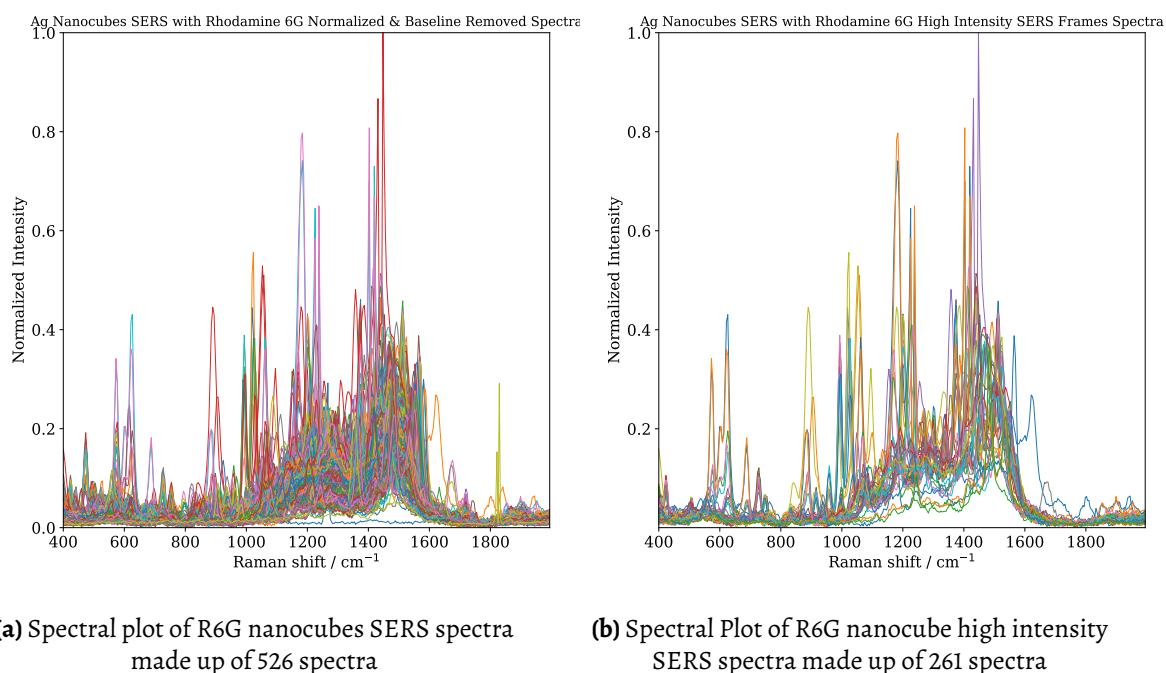 Ag Nanocubes SERS with Rhodamine 6G Normalized & Baseline Removed Spectra
1.0
0.8
0.6
0.4
0.2
0.0
Normalized Intensity
400 600 800 1000 1200 1400 1600 1800
Raman shift / cm⁻¹
(a) Spectral plot of R6G nanocubes SERS spectra
made up of 526 spectra
Ag Nanocubes SERS with Rhodamine 6G High Intensity SERS Frames Spectra
1.0
0.8
0.6
0.4
0.2
0.0
Normalized Intensity
400 600 800 1000 1200 1400 1600 1800
Raman shift / cm⁻¹
(b) Spectral Plot of R6G nanocube high intensity
SERS spectra made up of 261 spectra